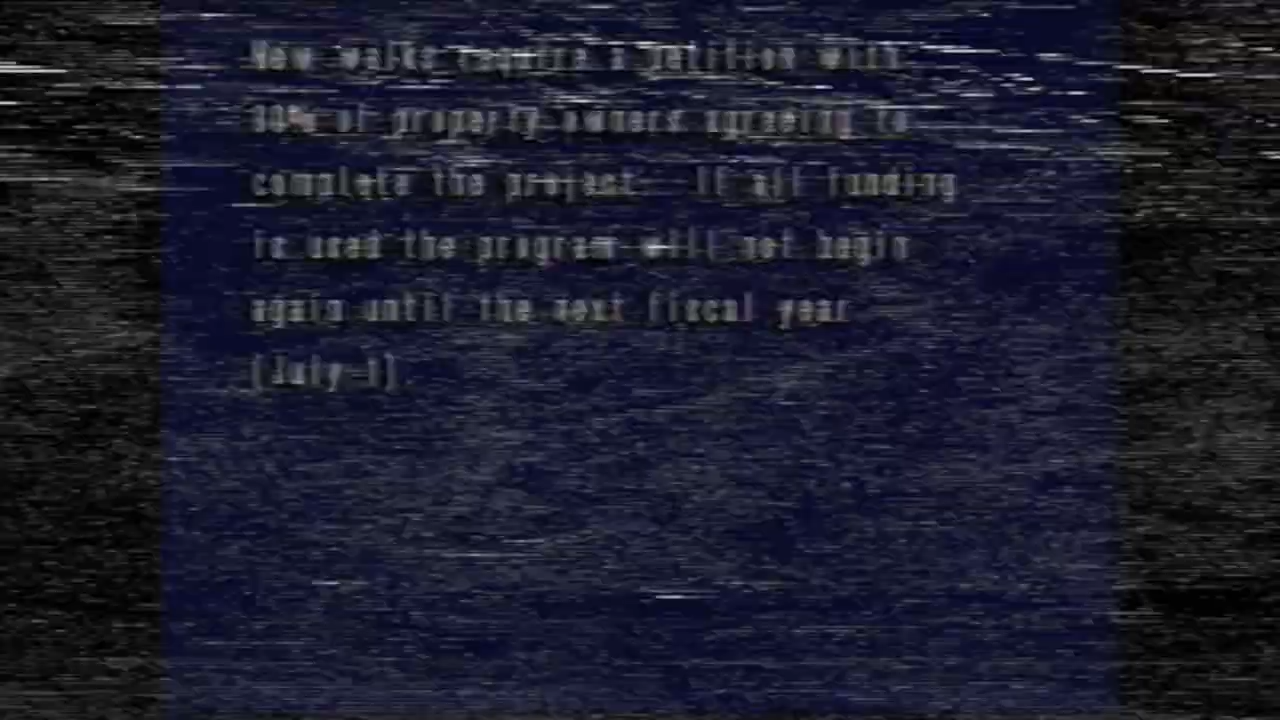 New walks require a petition with
of property owners agreeing to
complete the project. If all funding
is used the program will not begin
again until the next fiscal year
(July 1)